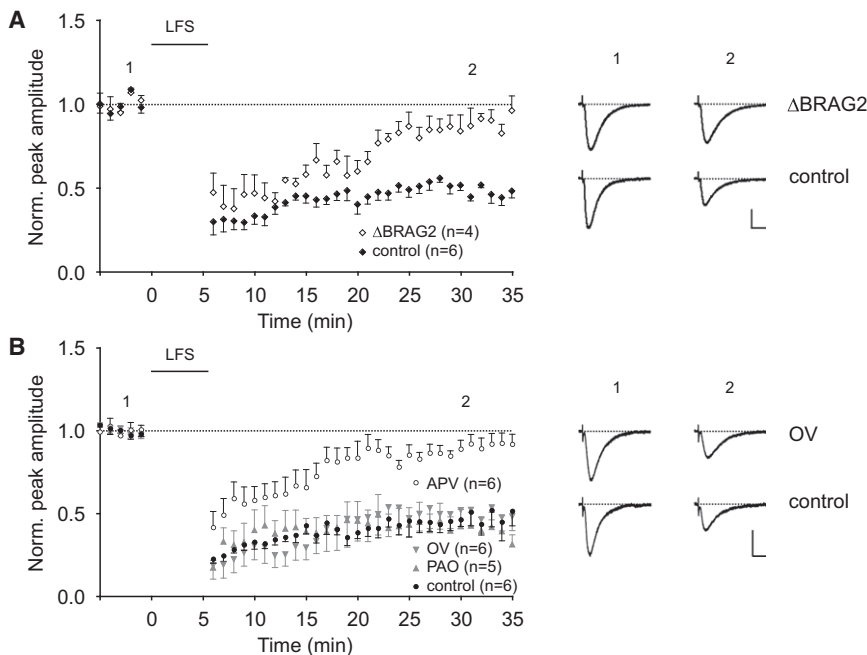 A
LFS
1
2
Norm. peak amplitude
1.5
1.0
0.5
0.0
ΔBRAG2 (n=4)
control (n=6)
0 5 10 15 20 25 30 35
Time (min)
1 2
ΔBRAG2
control
B
LFS
1
2
Norm. peak amplitude
1.5
1.0
0.5
0.0
APV (n=6)
OV (n=6)
PAO (n=5)
control (n=6)
0 5 10 15 20 25 30 35
Time (min)
1 2
OV
control